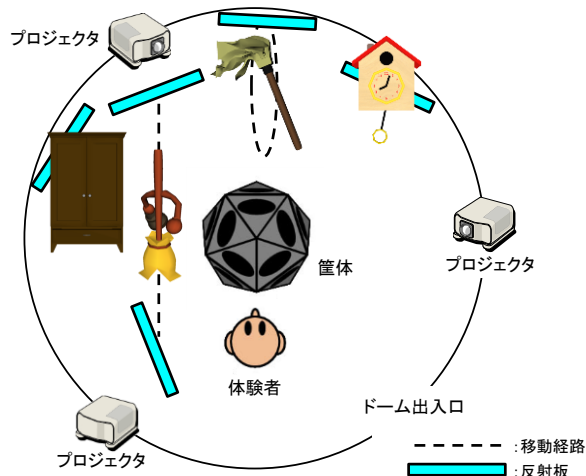 プロジェクタ
プロジェクタ
筐体
体験者
ドーム出入口
プロジェクタ
:移動経路
:反射板